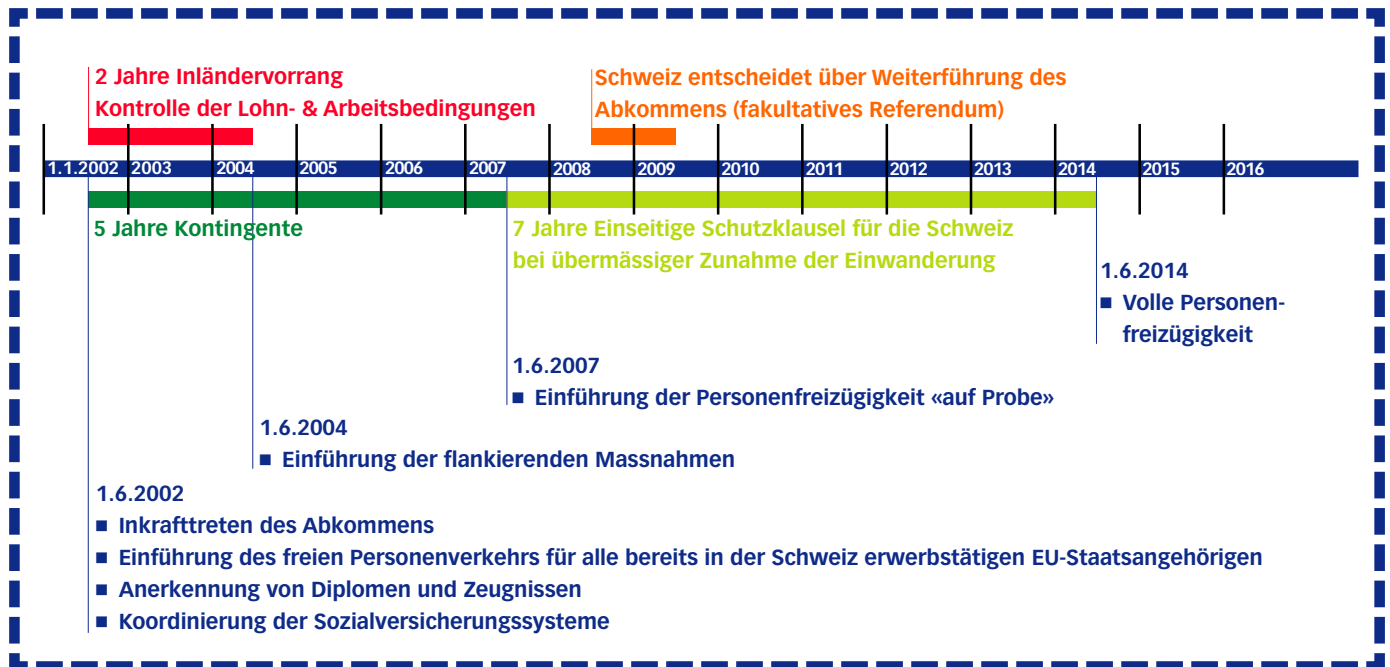 2 Jahre Inländervorrang
Kontrolle der Lohn- & Arbeitsbedingungen
Schweiz entscheidet über Weiterführung des
Abkommens (fakultatives Referendum)
1.1.2002 2003 2004 2005 2006 2007 2008 2009 2010 2011 2012 2013 2014 2015 2016
5 Jahre Kontingente
7 Jahre Einseitige Schutzklausel für die Schweiz
bei übermässiger Zunahme der Einwanderung
1.6.2014
■ Volle Personen-
freizügigkeit
1.6.2007
■ Einführung der Personenfreizügigkeit «auf Probe»
1.6.2004
■ Einführung der flankierenden Massnahmen
1.6.2002
■ Inkrafttreten des Abkommens
■ Einführung des freien Personenverkehrs für alle bereits in der Schweiz erwerbstätigen EU-Staatsangehörigen
■ Anerkennung von Diplomen und Zeugnissen
■ Koordinierung der Sozialversicherungssysteme